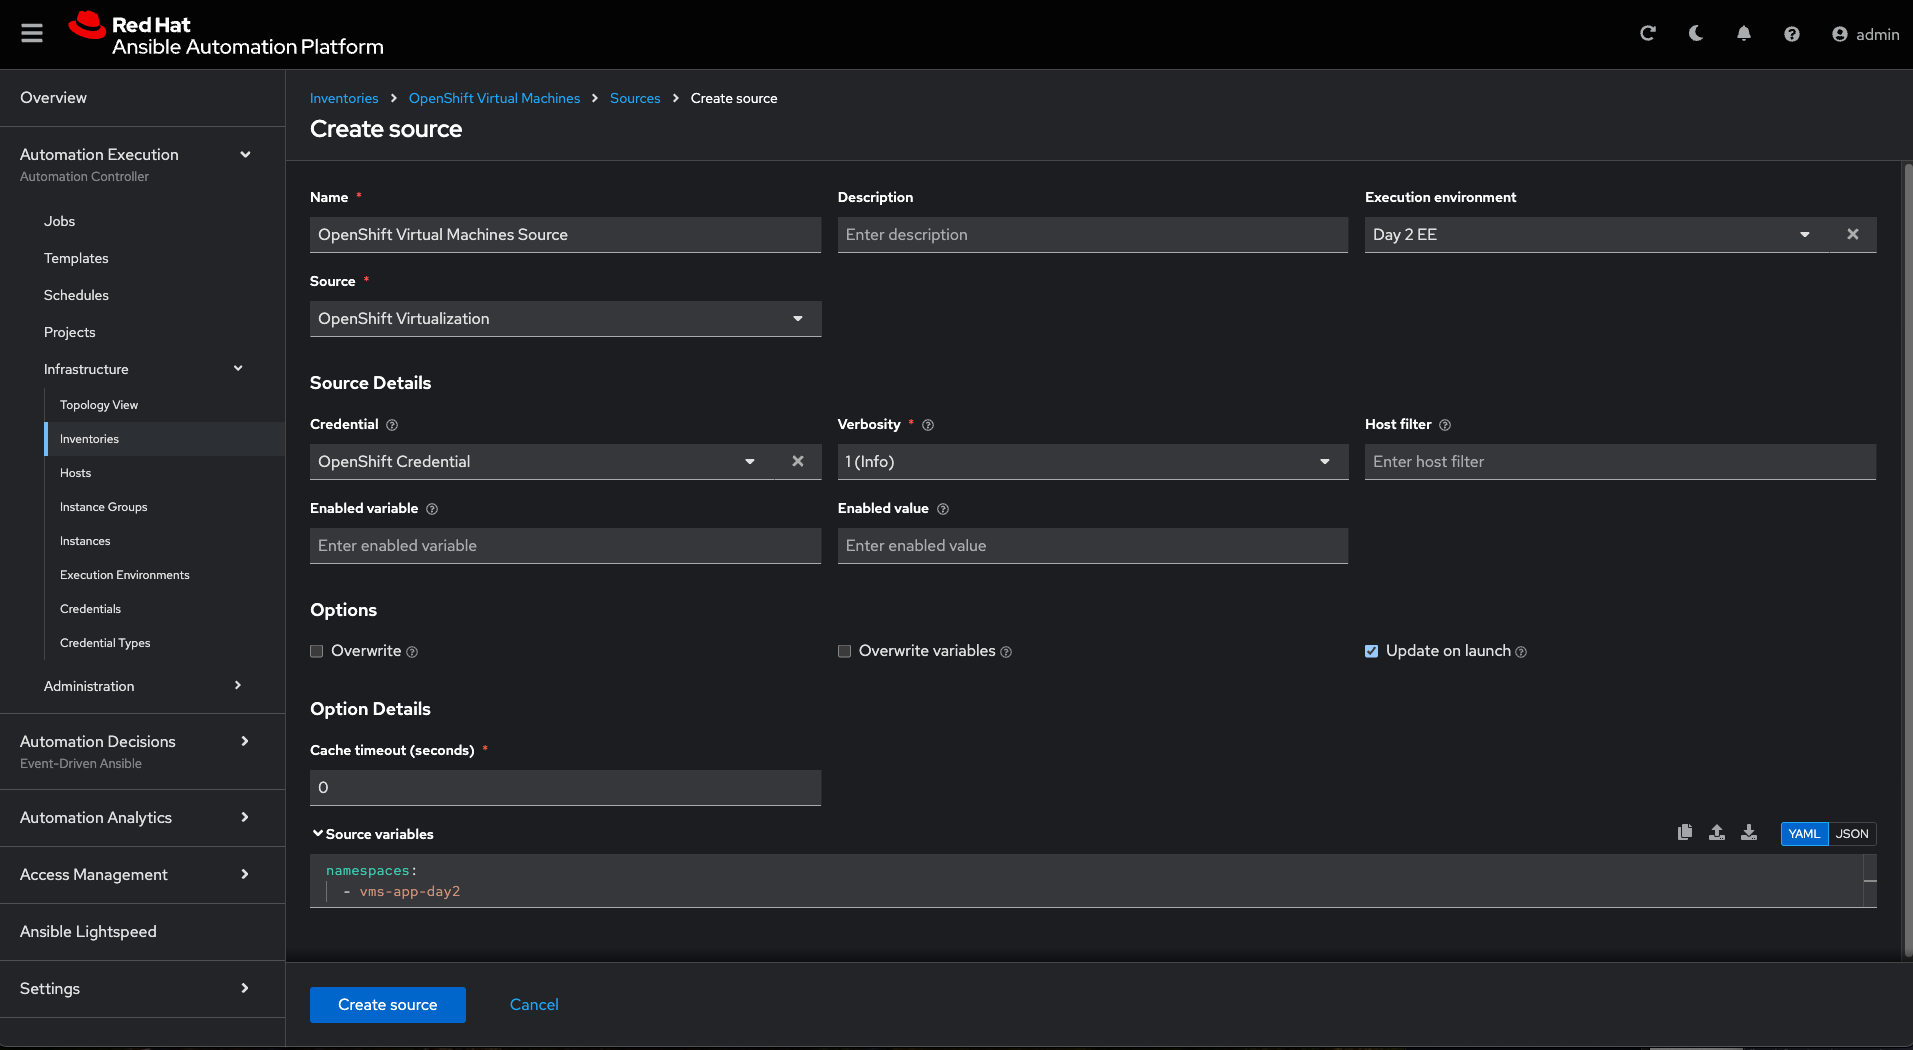 Red Hat
Ansible Automation Platform
admin
Overview
Automation Execution
Automation Controller
Jobs
Templates
Schedules
Projects
Infrastructure
Topology View
Inventories
Hosts
Instance Groups
Instances
Execution Environments
Credentials
Credential Types
Administration
Automation Decisions
Event-Driven Ansible
Automation Analytics
Access Management
Ansible Lightspeed
Settings
Inventories > OpenShift Virtual Machines > Sources > Create source
Create source
Name *
OpenShift Virtual Machines Source
Description
Enter description
Execution environment
Day 2 EE
Source *
OpenShift Virtualization
Source Details
Credential
OpenShift Credential
Verbosity *
1 (Info)
Host filter
Enter host filter
Enabled variable
Enter enabled variable
Enabled value
Enter enabled value
Options
Overwrite
Overwrite variables
Update on launch
Option Details
Cache timeout (seconds) *
0
Source variables
YAML JSON
namespaces:
- vms-app-day2
Create source
Cancel